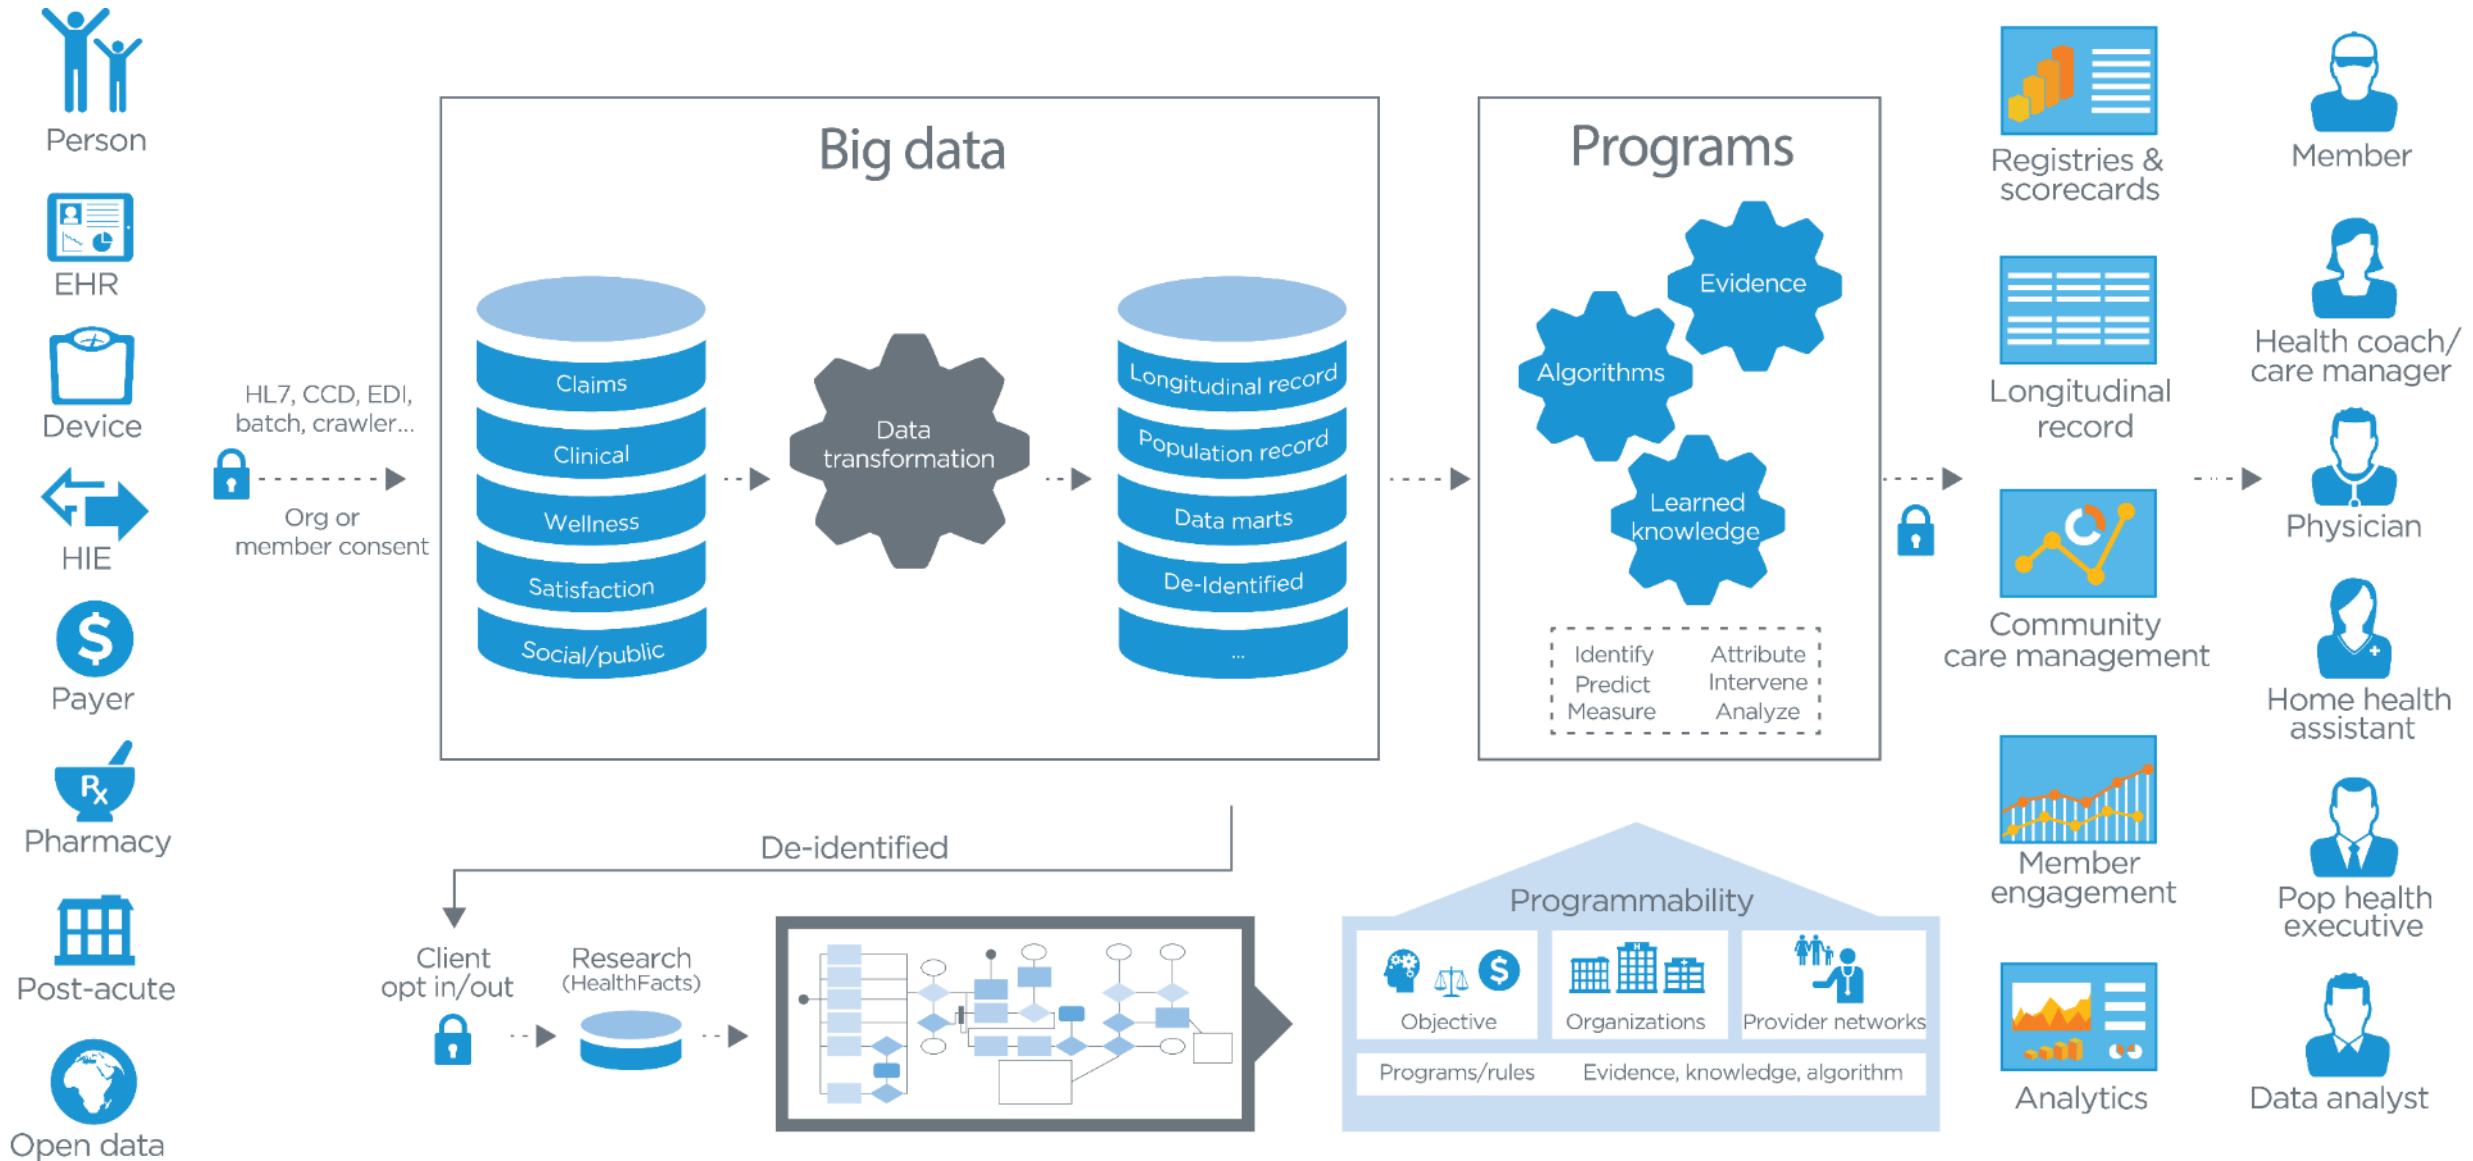 Person
EHR
Device
HIE
Payer
Pharmacy
Post-acute
Open data
HL7, CCD, EDI,
batch, crawler...
Org or
member consent
Big data
Claims
Clinical
Wellness
Satisfaction
Social/public
Data
transformation
Longitudinal record
Population record
Data marts
De-Identified
...
Programs
Evidence
Algorithms
Learned
knowledge
Identify
Attribute
Predict
Intervene
Measure
Analyze
De-identified
Client
opt in/out
Research
(HealthFacts)
Programmability
$
H
Objective
Organizations
Provider networks
Programs/rules
Evidence, knowledge, algorithm
Registries &
scorecards
Longitudinal
record
Community
care management
Member
engagement
Analytics
Member
Health coach/
care manager
Physician
Home health
assistant
Pop health
executive
Data analyst
$
Rx